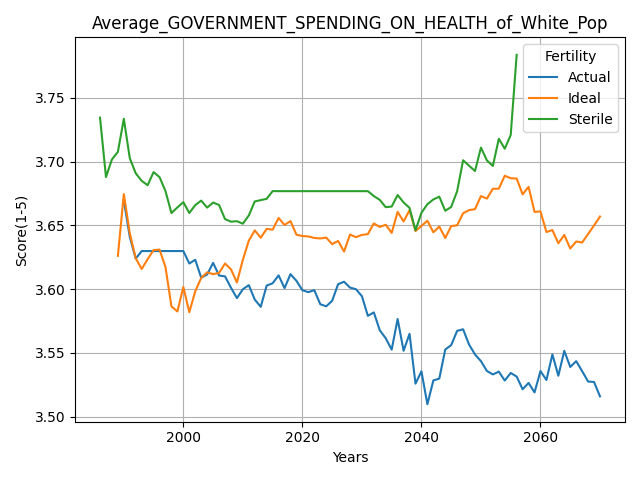 Average_GOVERNMENT_SPENDING_ON_HEALTH_of_White_Pop
Fertility
Actual
Ideal
Sterile
Score(1-5)
3.75
3.70
3.65
3.60
3.55
3.50
2000 2020 2040 2060
Years